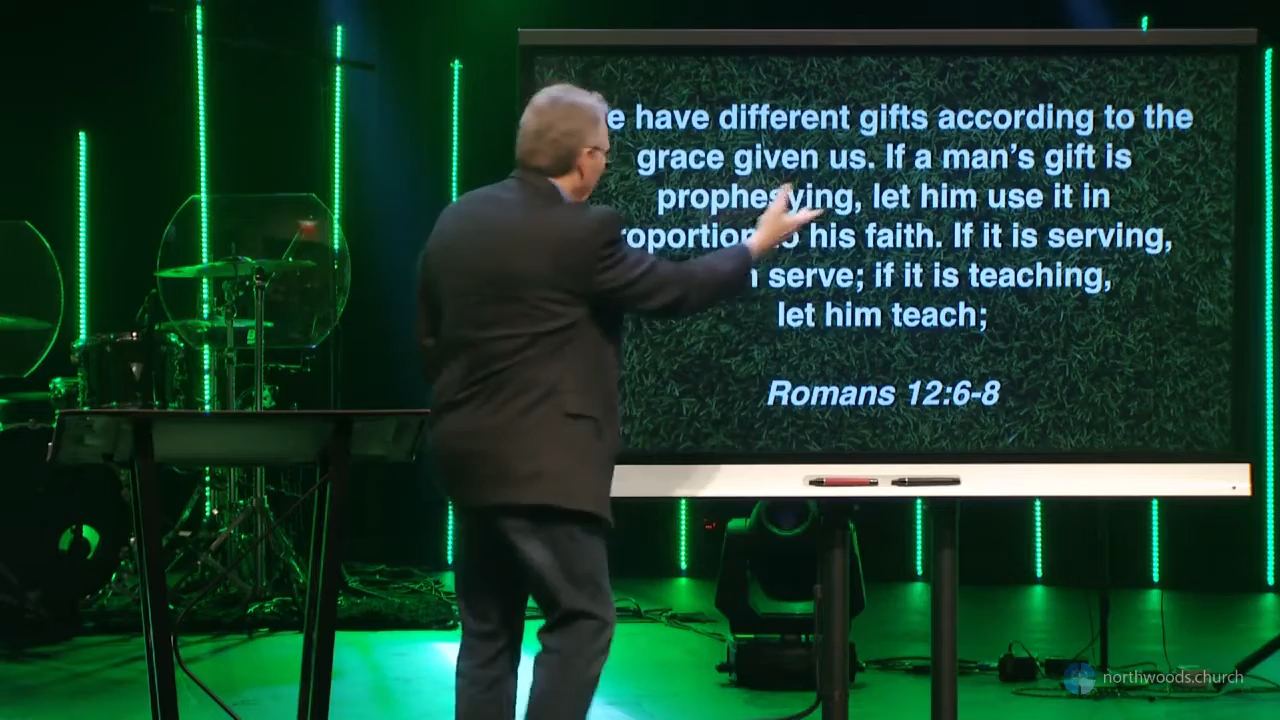 have different gifts according to the
grace given us. If a man's gift is
prophesying, let him use it in
his faith. If it is serving,
serve; if it is teaching,
let him teach;
Romans 12:6-8
northwoods.church